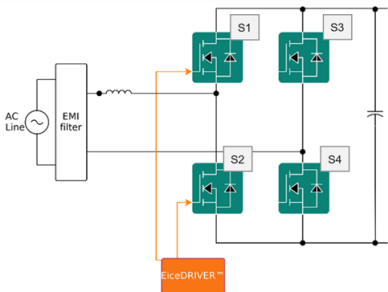 S1
S3
AC
Line
EMI
filter
S2
S4
EiceDRIVER™